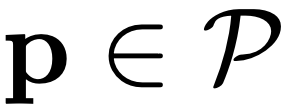 𝐩 ∈ 𝒫